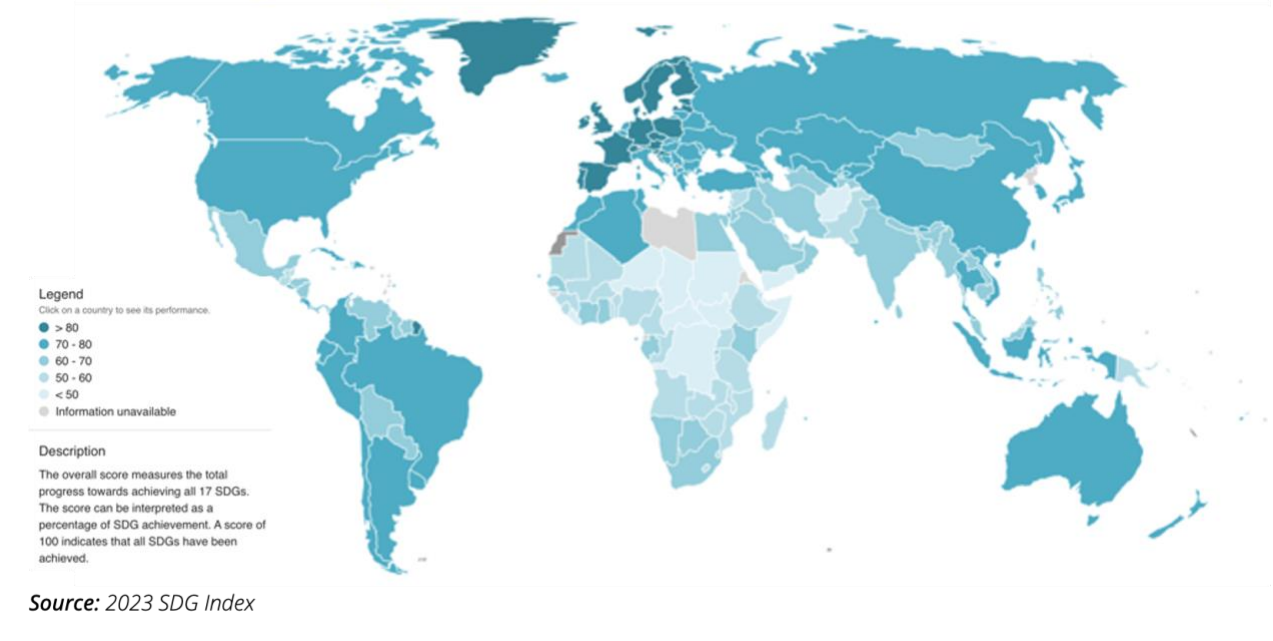 Legend
Click on a country to see its performance.
> 80
70 - 80
60 - 70
50 - 60
< 50
Information unavailable
Description
The overall score measures the total
progress towards achieving all 17 SDGs.
The score can be interpreted as a
percentage of SDG achievement. A score of
100 indicates that all SDGs have been
achieved.
Source: 2023 SDG Index